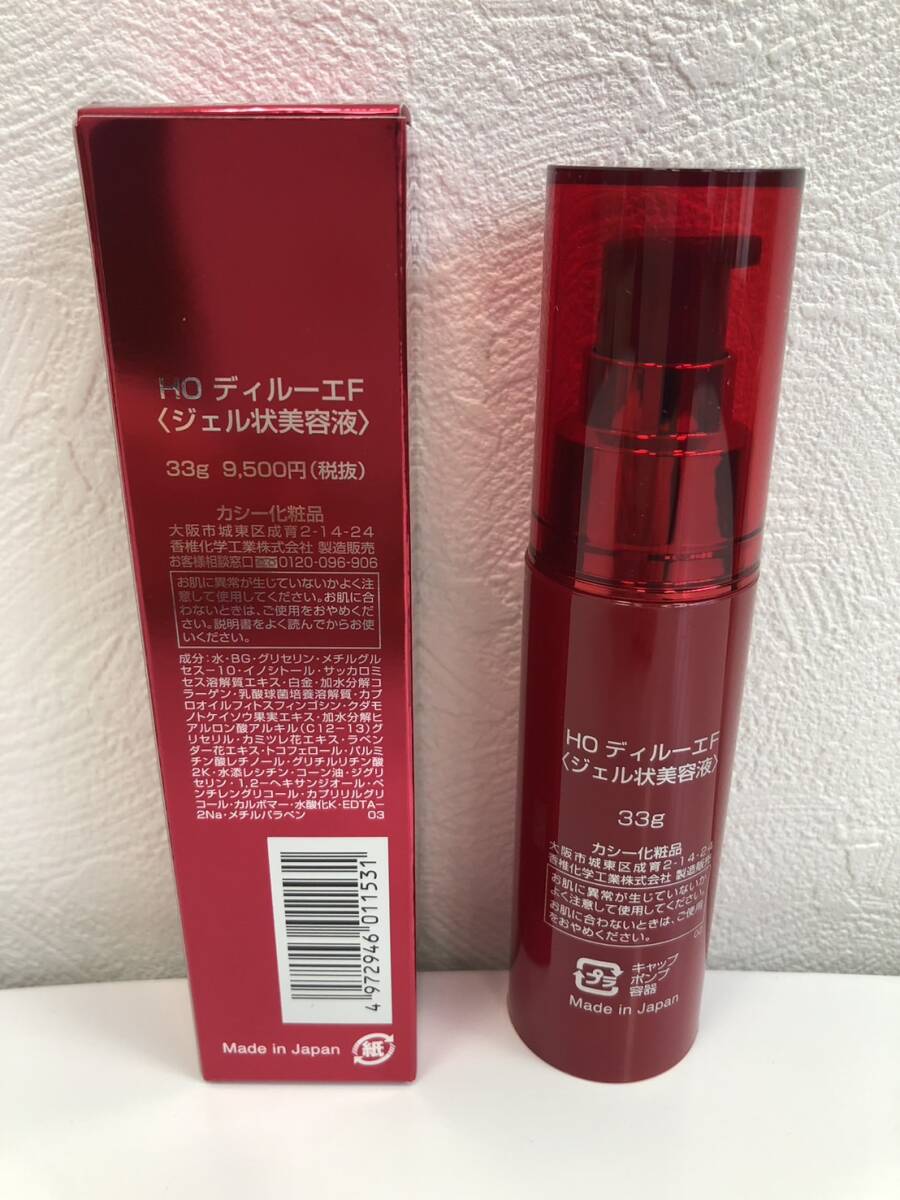 HO ディルーエF
〈ジェル状美容液〉
33g 9,500円(税抜)
カシー化粧品
大阪市城東区成育2-14-24
香椎化学工業株式会社 製造販売
お客様相談窓口 0120-096-906
お肌に異常が生じていないかよく注
意して使用してください。お肌に合
わないときは、ご使用をおやめくだ
さい。説明書をよく読んでからお使
いください。
成分:水・BG・グリセリン・メチルグル
セス-10・イノシトール・サッカロミ
セス溶解質エキス・白金・加水分解コ
ラーゲン・乳酸球菌培養溶解質・カプ
ロオイルフィトスフィンゴシン・クダモ
ノトケイソウ果実エキス・加水分解ヒ
アルロン酸アルキル(C12-13)グ
リセリル・カミツレ花エキス・ラベン
ダー花エキス・トコフェロール・パルミ
チン酸レチノール・グリチルリチン酸
2K・水添レシチン・コーン油・ジグリ
セリン・1,2-ヘキサンジオール・ペ
ンチレングリコール・カプリリルグリ
コール・カルボマー・水酸化K・EDTA-
2Na・メチルパラベン 03
4 972946 011531
Made in Japan 紙
HO ディルーエF
〈ジェル状美容液〉
33g
カシー化粧品
大阪市城東区成育2-14-24
香椎化学工業株式会社 製造販売
お肌に異常が生じていないか
よく注意して使用してください。
お肌に合わないときは、ご使用
をおやめください。
00
プラ
キャップ
ポンプ
容器
Made in Japan